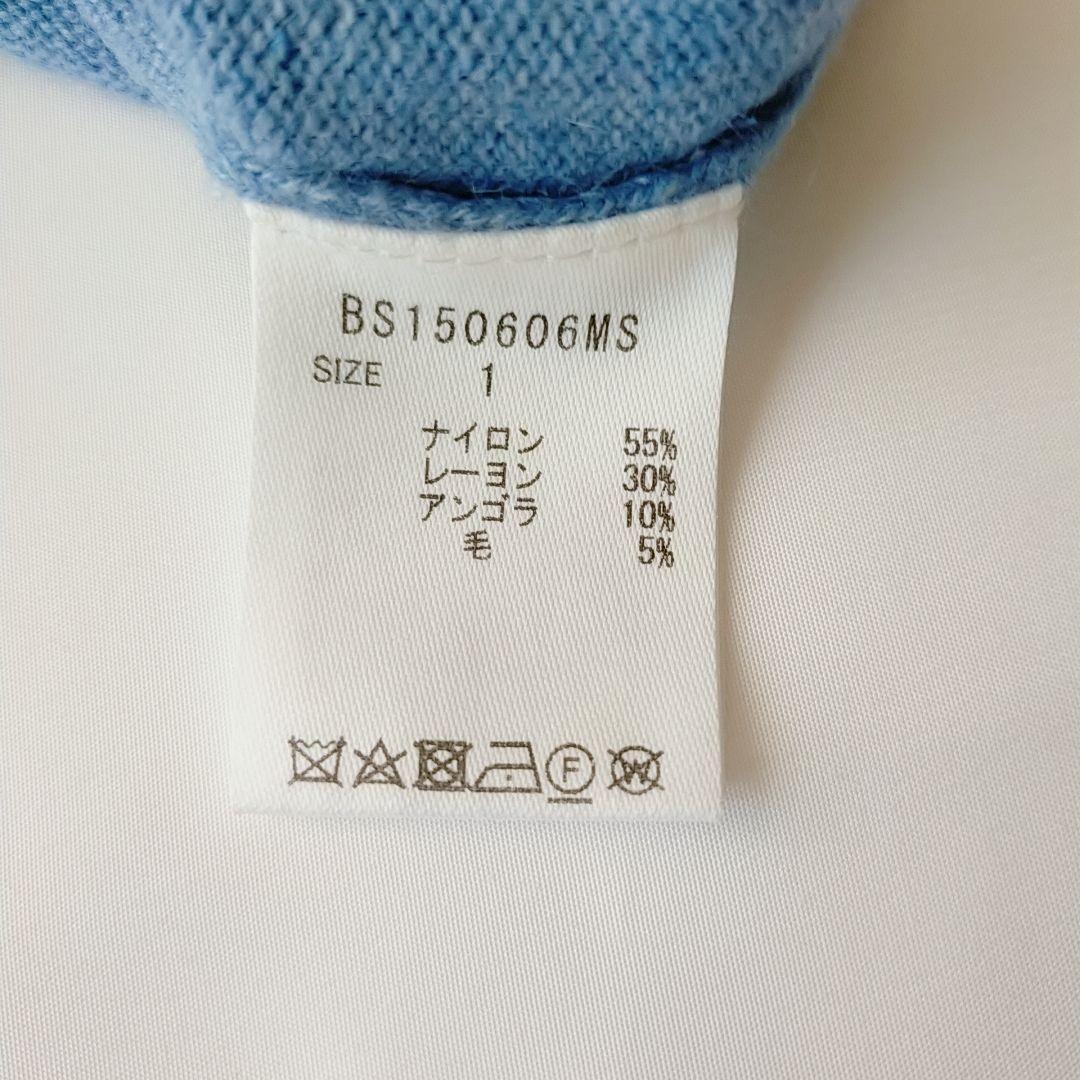 BS150606MS
SIZE 1
ナイロン 55%
レーヨン 30%
アンゴラ 10%
毛 5%
F W